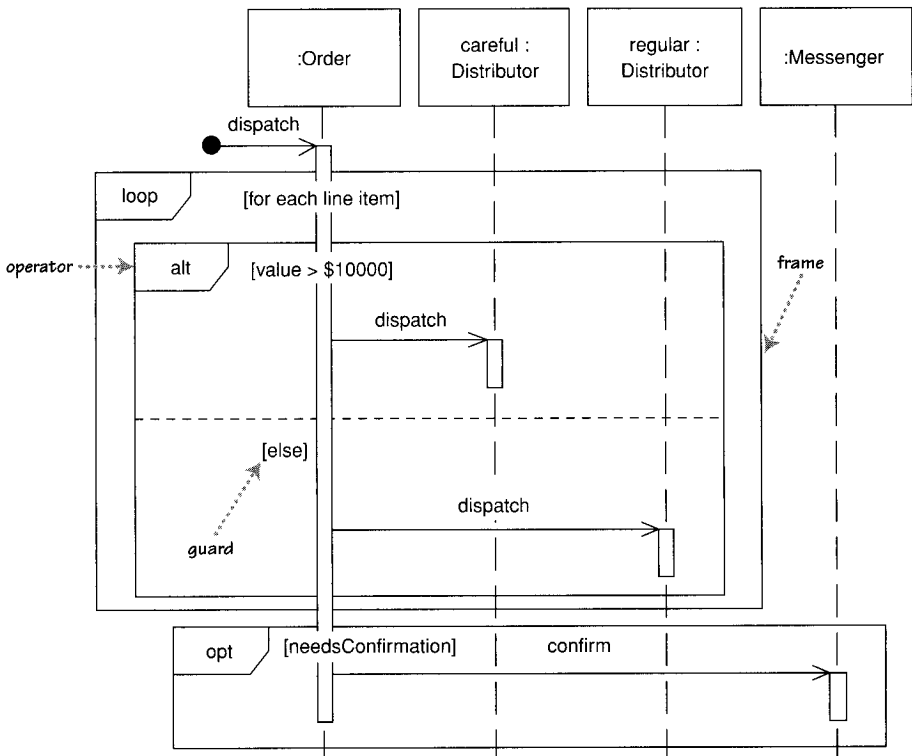 :Order
careful :
Distributor
regular :
Distributor
:Messenger
dispatch
loop
[for each line item]
operator
alt
[value > $10000]
frame
dispatch
[else]
dispatch
guard
opt
[needsConfirmation]
confirm